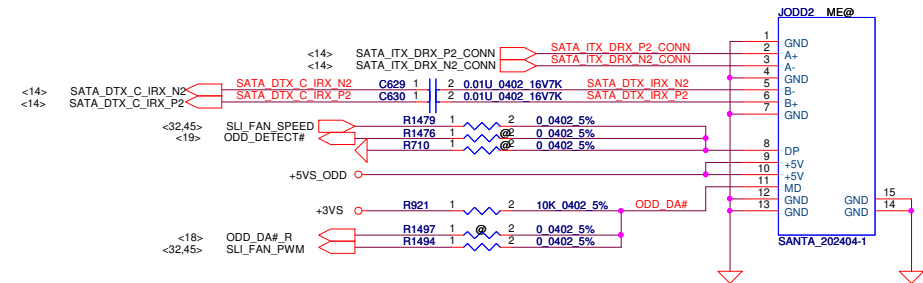 JODD2 ME@
1 GND
<14> SATA_ITX_DRX_P2_CONN SATA_ITX_DRX_P2_CONN 2 A+
<14> SATA_ITX_DRX_N2_CONN SATA_ITX_DRX_N2_CONN 3 A-
4 GND
<14> SATA_DTX_C_IRX_N2 SATA_DTX_C_IRX_N2 C629 1 2 0.01U_0402_16V7K SATA_DTX_IRX_N2 5 B-
<14> SATA_DTX_C_IRX_P2 SATA_DTX_C_IRX_P2 C630 1 2 0.01U_0402_16V7K SATA_DTX_IRX_P2 6 B+
7 GND
<32,45> SLI_FAN_SPEED R1479 1 2 0_0402_5%
<19> ODD_DETECT# R1476 1 @ 2 0_0402_5%
R710 1 @ 2 0_0402_5% 8 DP
9 +5V
+5VS_ODD 10 +5V
11 MD
12 GND GND 15
+3VS R921 1 2 10K_0402_5% ODD_DA# 13 GND GND 14
<18> ODD_DA#_R R1497 1 @ 2 0_0402_5%
<32,45> SLI_FAN_PWM R1494 1 2 0_0402_5%
SANTA_202404-1